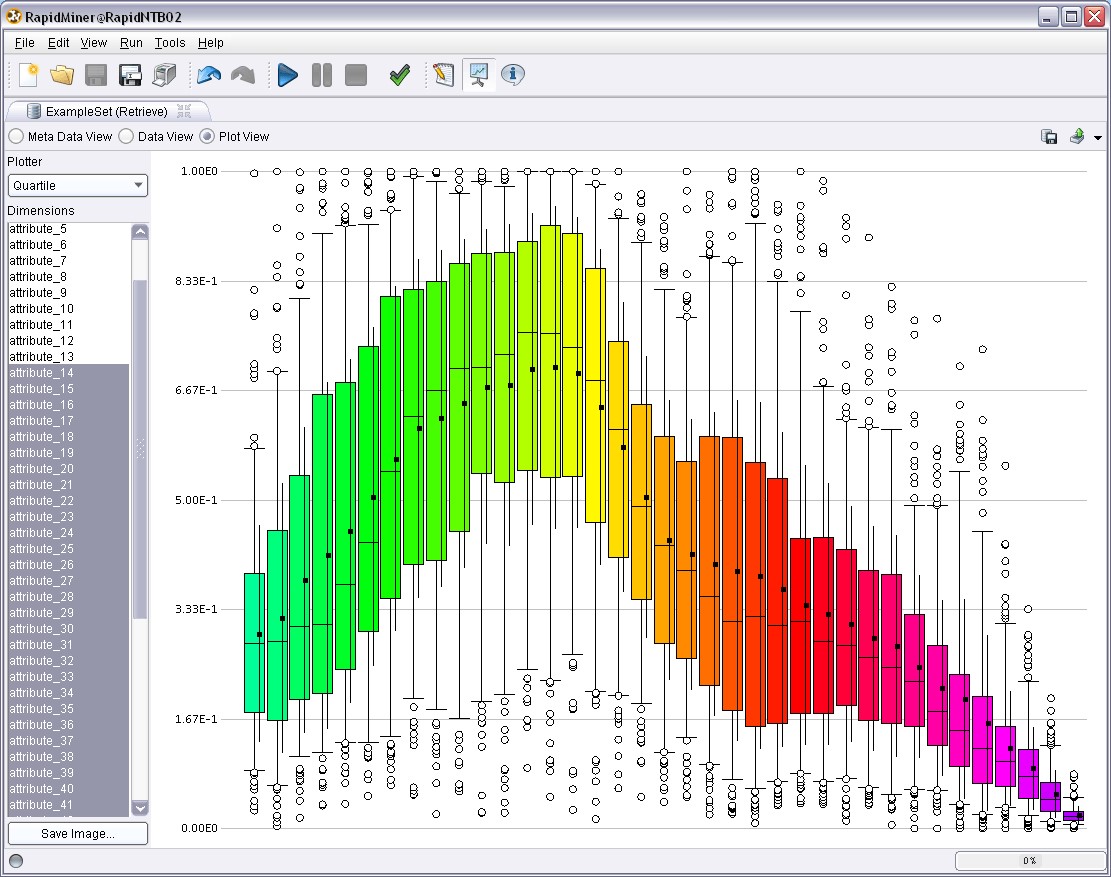 RapidMiner@RapidNTB02
File Edit View Run Tools Help
ExampleSet (Retrieve)
Meta Data View Data View Plot View
Plotter
Quartile
Dimensions
attribute_5
attribute_6
attribute_7
attribute_8
attribute_9
attribute_10
attribute_11
attribute_12
attribute_13
attribute_14
attribute_15
attribute_16
attribute_17
attribute_18
attribute_19
attribute_20
attribute_21
attribute_22
attribute_23
attribute_24
attribute_25
attribute_26
attribute_27
attribute_28
attribute_29
attribute_30
attribute_31
attribute_32
attribute_33
attribute_34
attribute_35
attribute_36
attribute_37
attribute_38
attribute_39
attribute_40
attribute_41
Save Image...
1.00E0
8.33E-1
6.67E-1
5.00E-1
3.33E-1
1.67E-1
0.00E0
0%